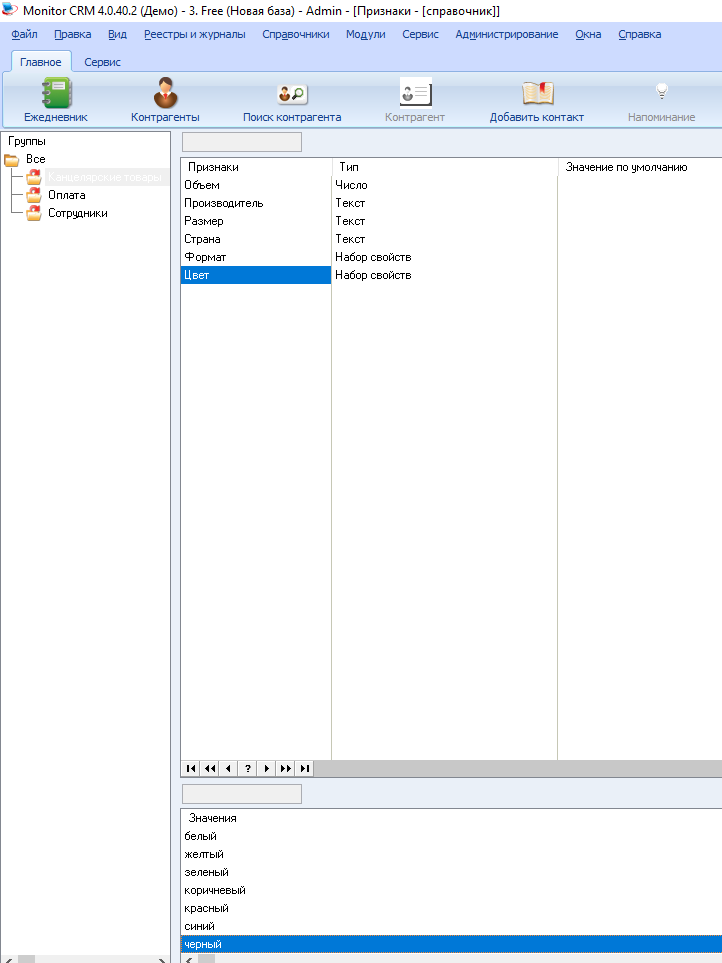 Monitor CRM 4.0.40.2 (Демо) - 3. Free (Новая база) - Admin - [Признаки - [справочник]]
Файл Правка Вид Реестры и журналы Справочники Модули Сервис Администрирование Окна Справка
Главное Сервис
Ежедневник Контрагенты Поиск контрагента Контрагент Добавить контакт Напоминание
Группы
Все
Канцелярские товары
Оплата
Сотрудники
Признаки Тип Значение по умолчанию
Объем Число
Производитель Текст
Размер Текст
Страна Текст
Формат Набор свойств
Цвет Набор свойств
?
Значения
белый
желтый
зеленый
коричневый
красный
синий
черный